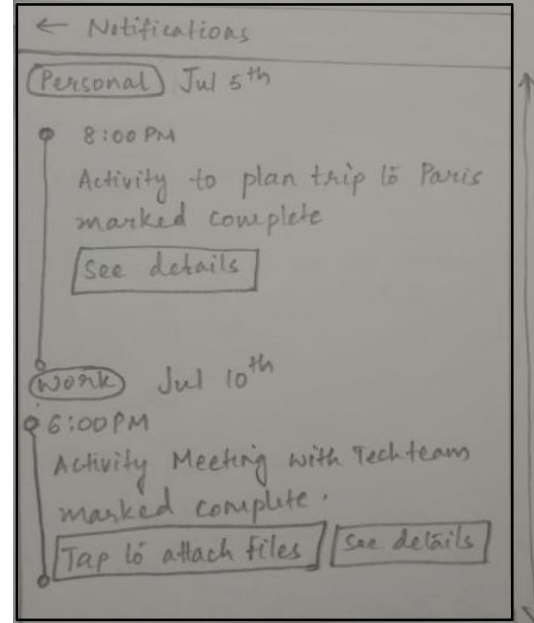 ← Notifications
Personal Jul 5th
8:00 PM
Activity to plan trip to Paris
marked complete
See details
Work Jul 10th
6:00 PM
Activity Meeting with Tech team
marked complete.
Tap to attach files See details